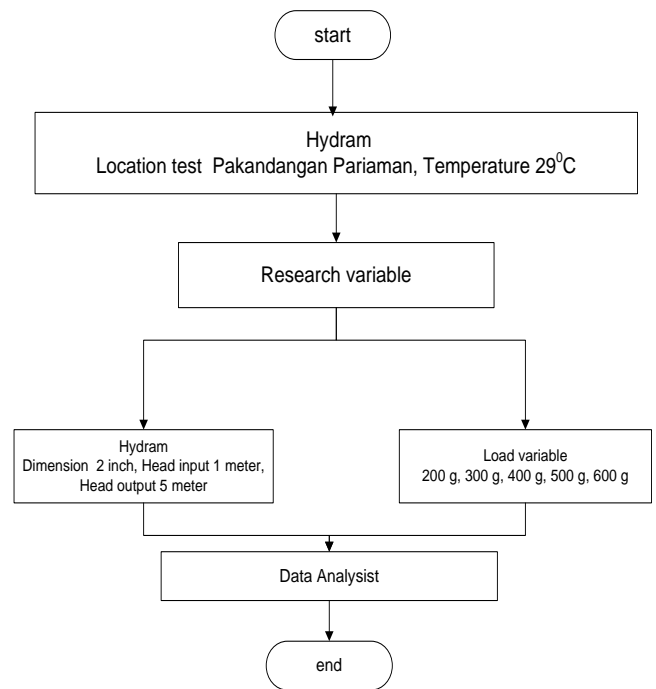 start
Hydram
Location test Pakandangan Pariaman, Temperature 29⁰C
Research variable
Hydram
Dimension 2 inch, Head input 1 meter,
Head output 5 meter
Load variable
200 g, 300 g, 400 g, 500 g, 600 g
Data Analysist
end